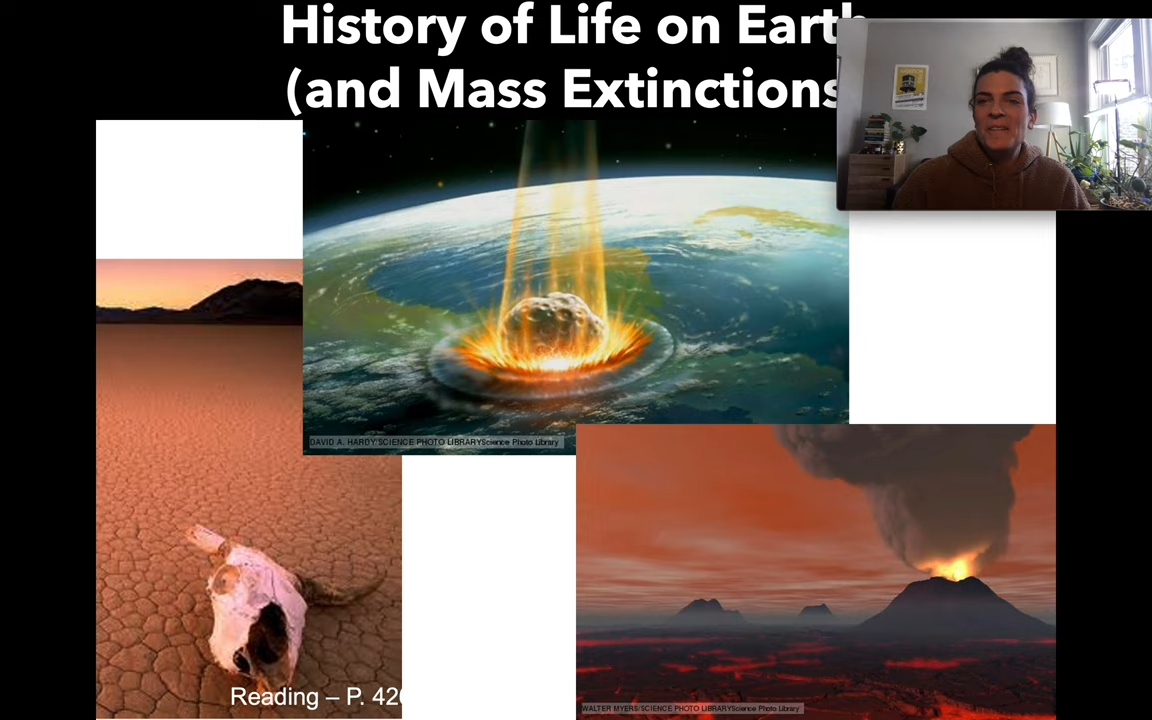 History of Life on Earth
(and Mass Extinctions
DAVID A. HARDY/SCIENCE PHOTO LIBRARYScience Photo Library
Reading – P. 420
WALTER MYERS/SCIENCE PHOTO LIBRARYScience Photo Library